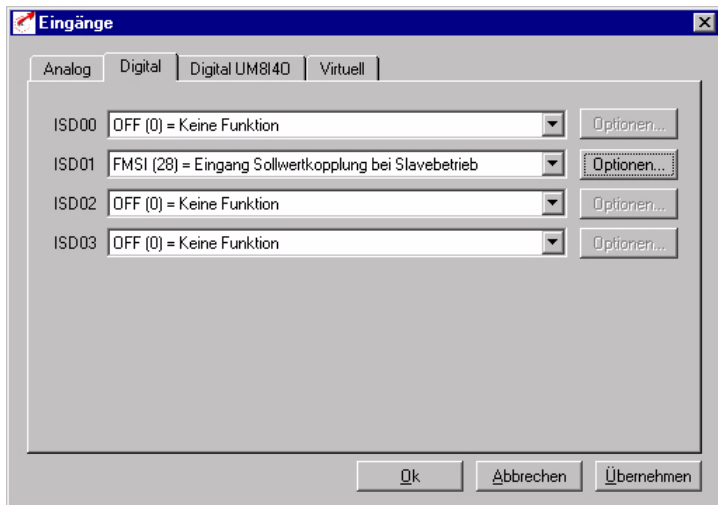 Eingänge
Analog Digital Digital UM8I4O Virtuell
ISD00 OFF (0) = Keine Funktion Optionen...
ISD01 FMSI (28) = Eingang Sollwertkopplung bei Slavebetrieb Optionen...
ISD02 OFF (0) = Keine Funktion Optionen...
ISD03 OFF (0) = Keine Funktion Optionen...
Ok Abbrechen Übernehmen